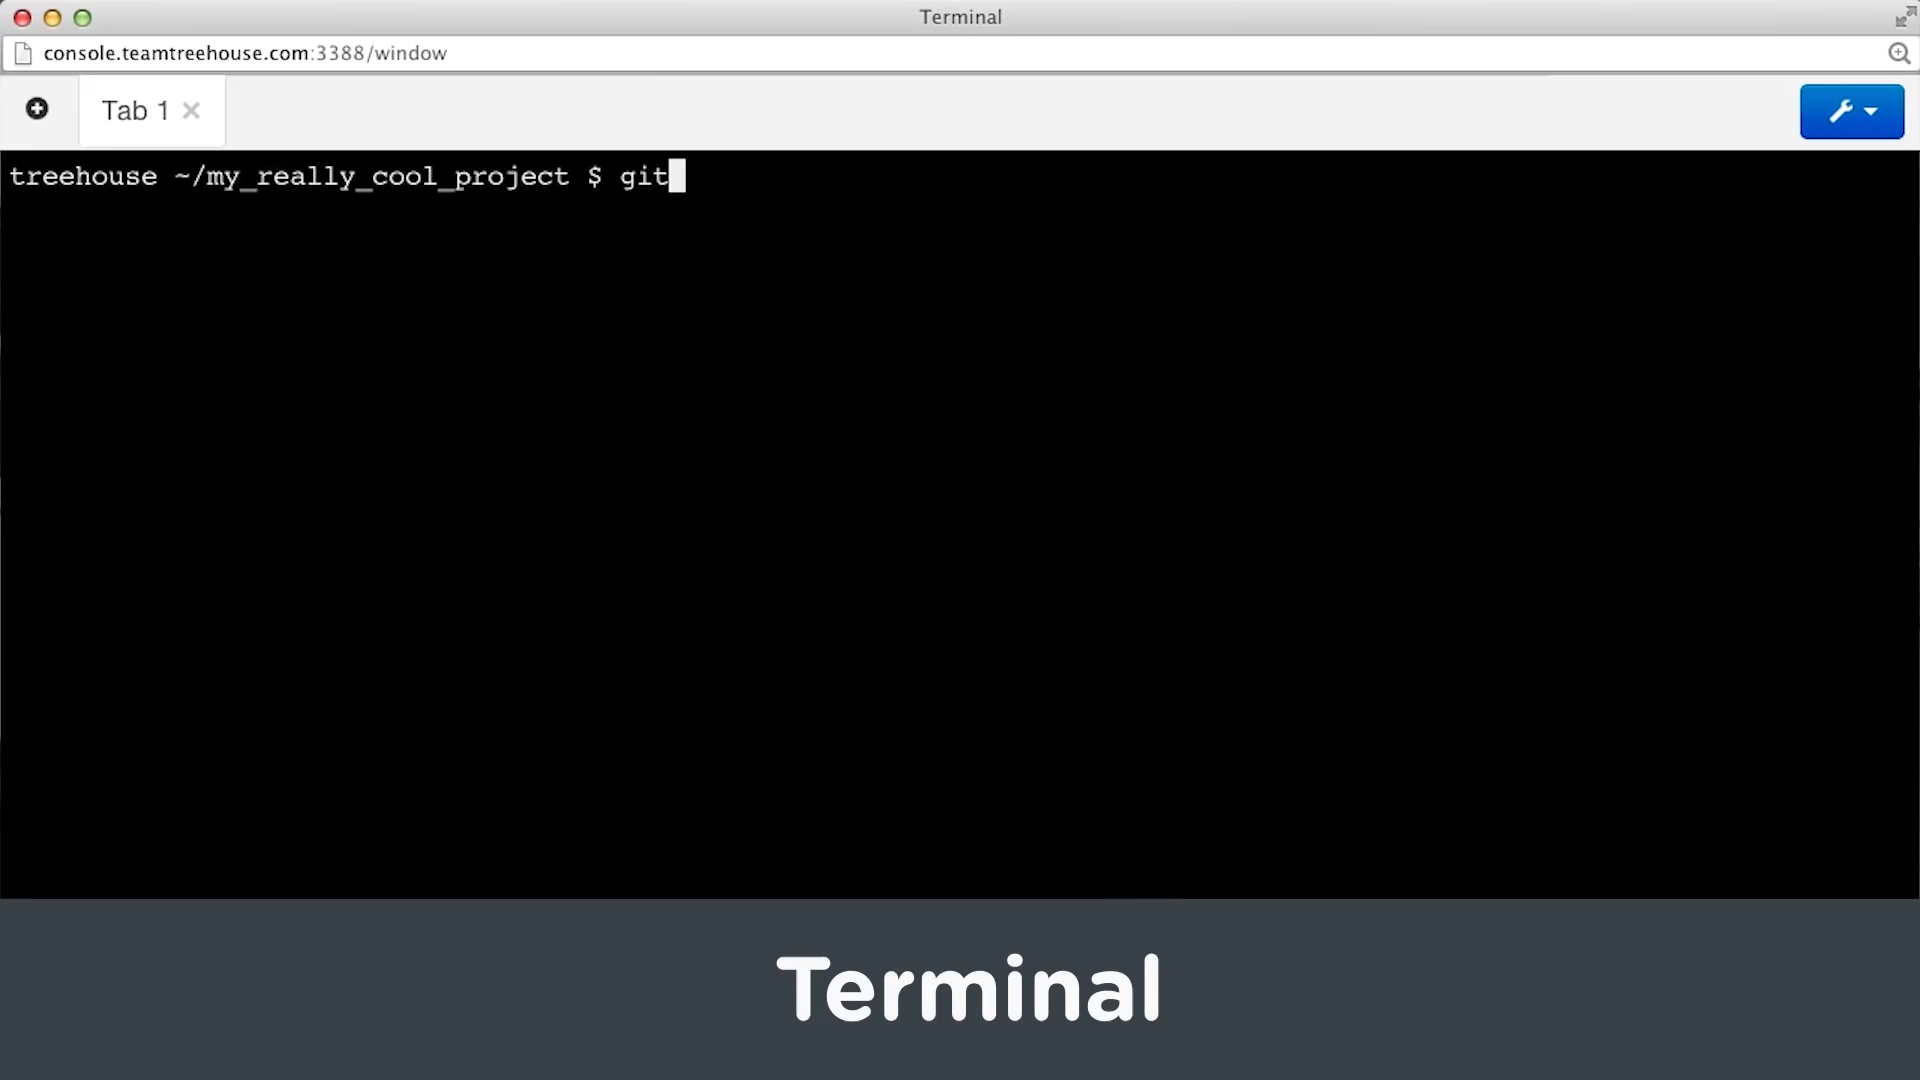 Terminal
console.teamtreehouse.com:3388/window
Tab 1
treehouse ~/my_really_cool_project $ git
Terminal